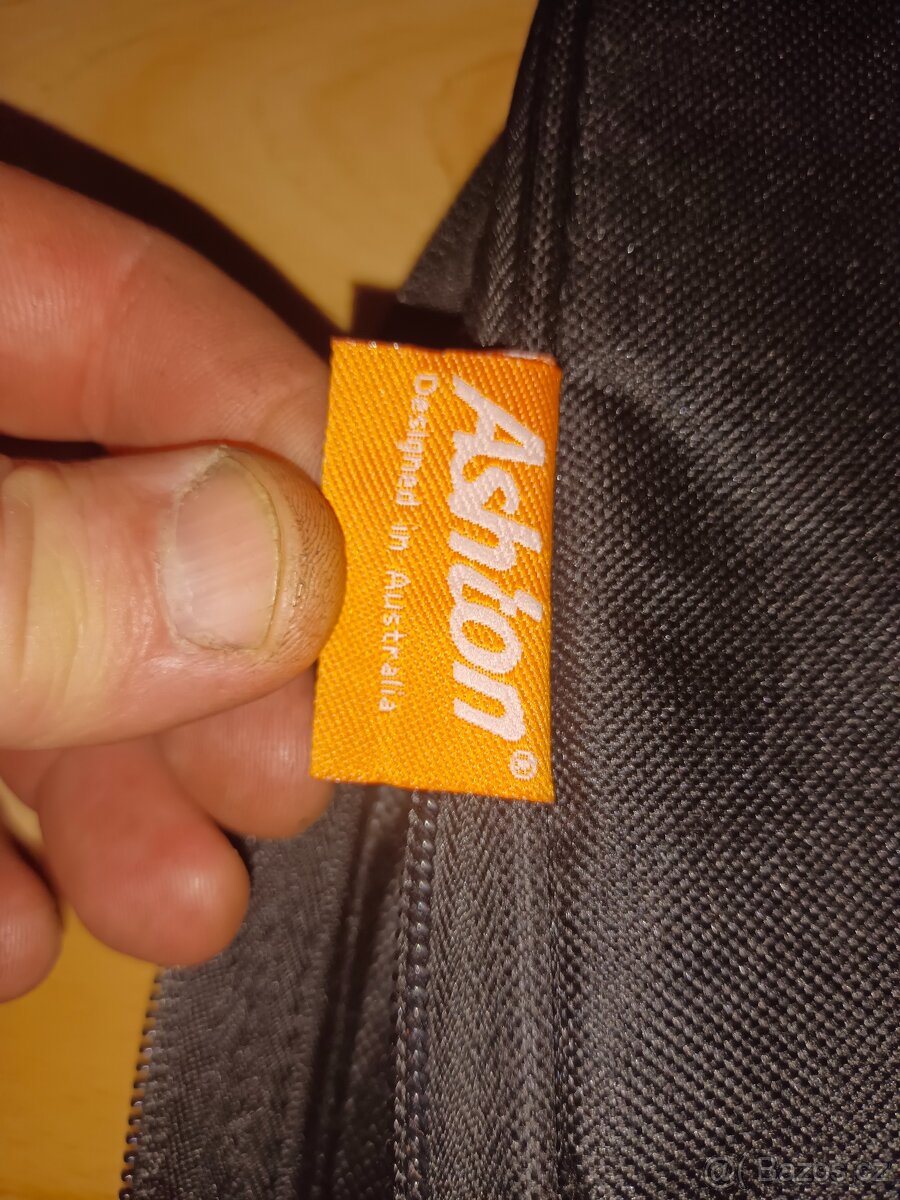 Ashton®
Designed in Australia
@( Bazos.cz